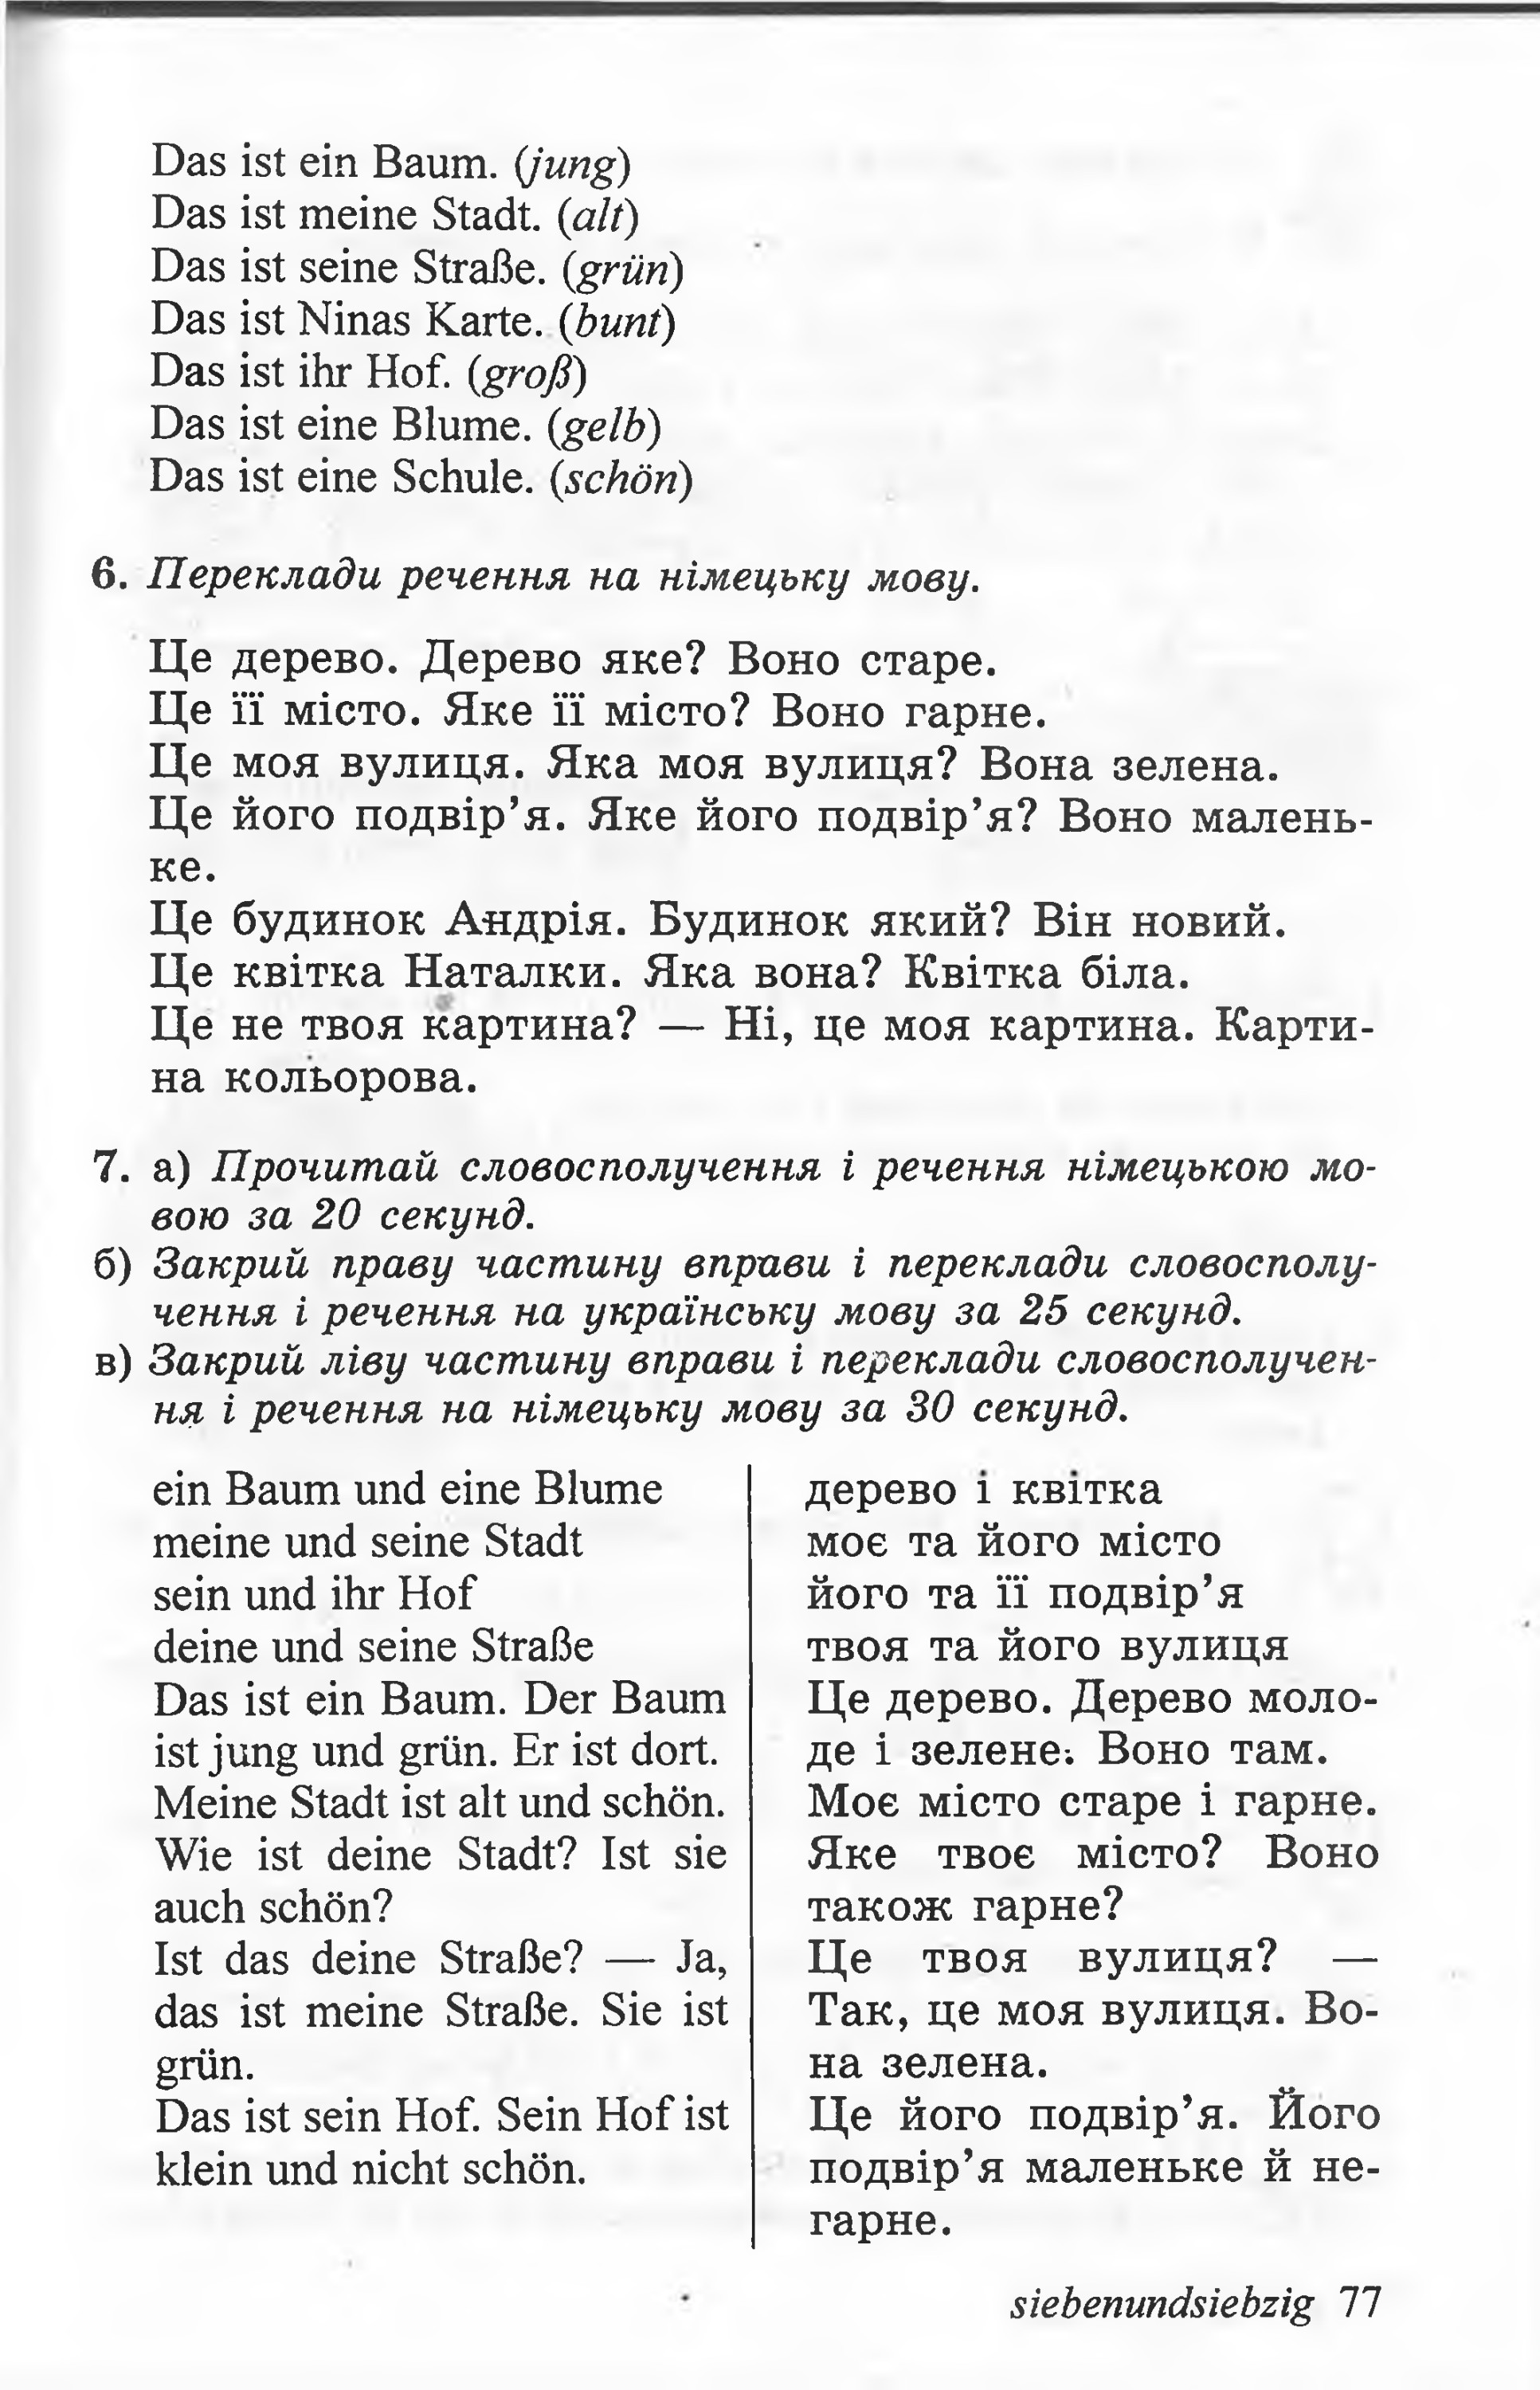 Das ist ein Baum. (jung)
Das ist meine Stadt. (alt)
Das ist seine Straße. (grün)
Das ist Ninas Karte. (bunt)
Das ist ihr Hof. (groß)
Das ist eine Blume. (gelb)
Das ist eine Schule. (schön)
6. Переклади речення на німецьку мову.
Це дерево. Дерево яке? Воно старе.
Це її місто. Яке її місто? Воно гарне.
Це моя вулиця. Яка моя вулиця? Вона зелена.
Це його подвір’я. Яке його подвір’я? Воно малень-
ке.
Це будинок Андрія. Будинок який? Він новий.
Це квітка Наталки. Яка вона? Квітка біла.
Це не твоя картина? — Ні, це моя картина. Карти-
на кольорова.
7. а) Прочитай словосполучення і речення німецькою мо-
вою за 20 секунд.
б) Закрий праву частину вправи і переклади словосполу-
чення і речення на українську мову за 25 секунд.
в) Закрий ліву частину вправи і переклади словосполучен-
ня і речення на німецьку мову за 30 секунд.
ein Baum und eine Blume
meine und seine Stadt
sein und ihr Hof
deine und seine Straße
Das ist ein Baum. Der Baum
ist jung und grün. Er ist dort.
Meine Stadt ist alt und schön.
Wie ist deine Stadt? Ist sie
auch schön?
Ist das deine Straße? — Ja,
das ist meine Straße. Sie ist
grün.
Das ist sein Hof. Sein Hof ist
klein und nicht schön.
дерево і квітка
моє та його місто
його та її подвір’я
твоя та його вулиця
Це дерево. Дерево моло-
де і зелене. Воно там.
Моє місто старе і гарне.
Яке твоє місто? Воно
також гарне?
Це твоя вулиця? —
Так, це моя вулиця. Во-
на зелена.
Це його подвір’я. Його
подвір’я маленьке й не-
гарне.
siebenundsiebzig 77